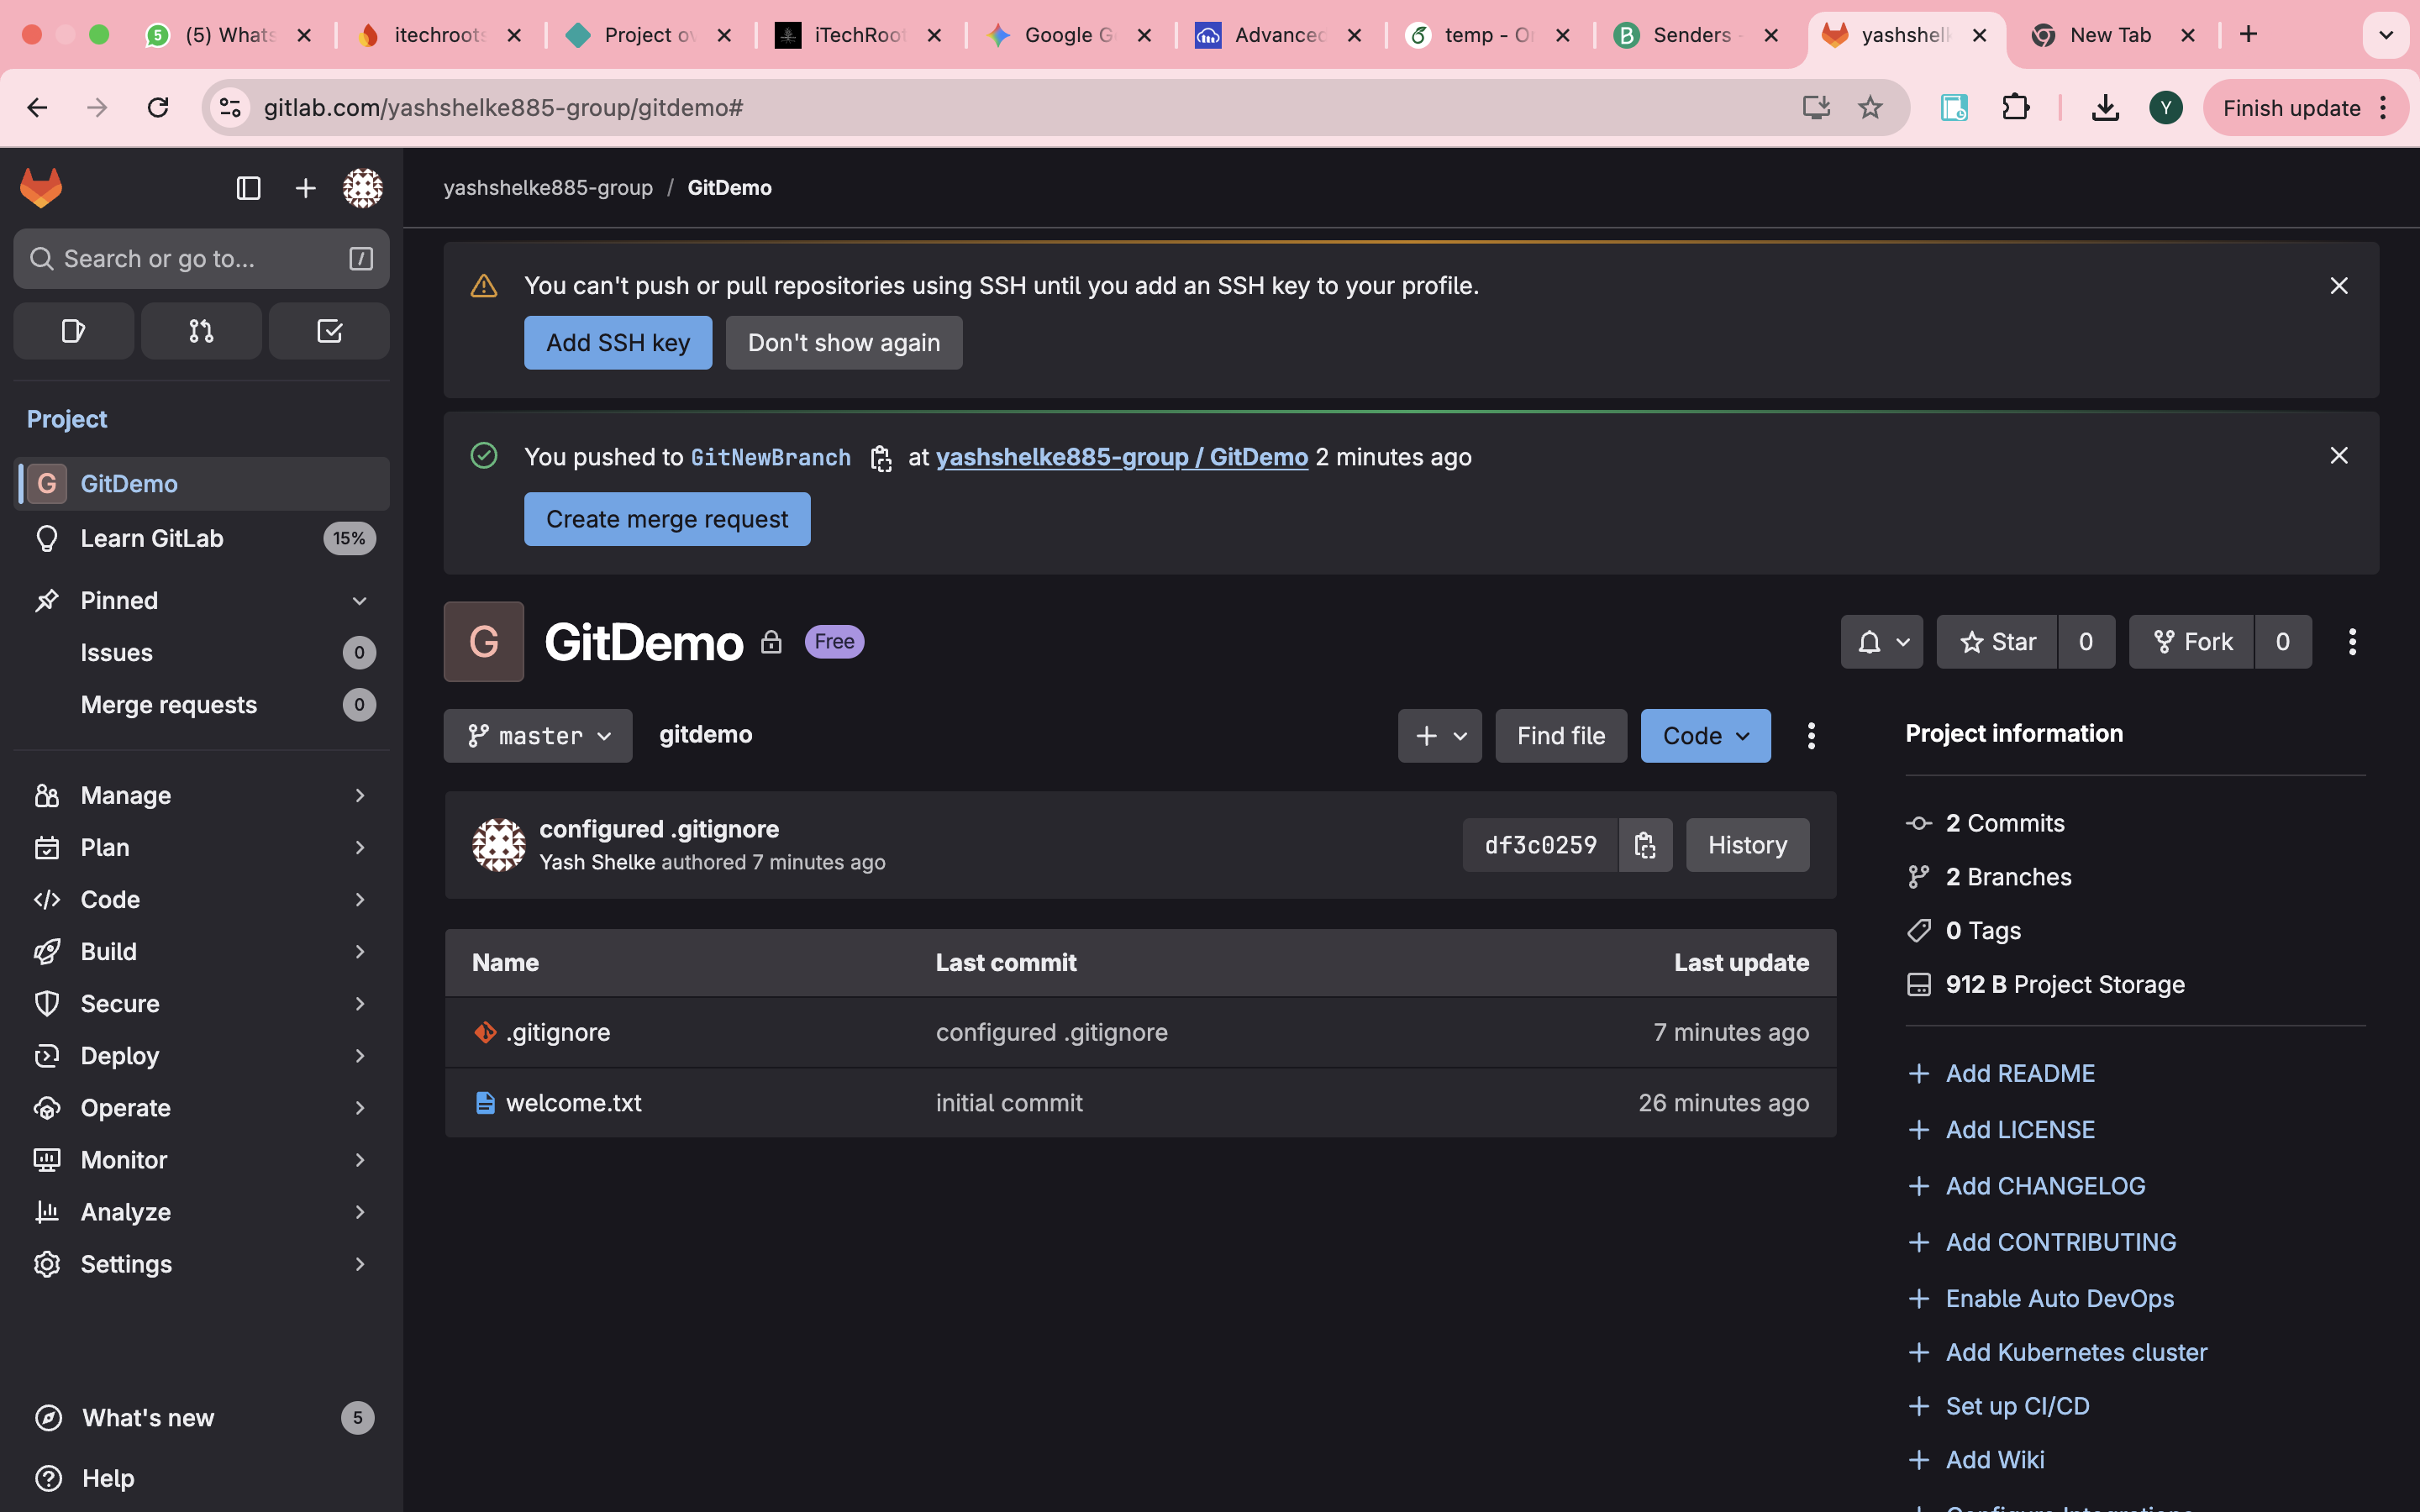 (5) Whats
itechroots
Project ov
iTechRoot
Google G
Advanced
temp - O
Senders -
yashshelk
New Tab
gitlab.com/yashshelke885-group/gitdemo#
Y
Finish update
Search or go to...
/
yashshelke885-group / GitDemo
You can't push or pull repositories using SSH until you add an SSH key to your profile.
Add SSH key
Don't show again
Project
You pushed to GitNewBranch at yashshelke885-group / GitDemo 2 minutes ago
Create merge request
G GitDemo
Learn GitLab 15%
Pinned
Issues 0
Merge requests 0
Manage
Plan
Code
Build
Secure
Deploy
Operate
Monitor
Analyze
Settings
What's new 5
Help
G GitDemo Free
Star 0
Fork 0
master
gitdemo
Find file
Code
configured .gitignore
Yash Shelke authored 7 minutes ago
df3c0259
History
Name Last commit Last update
.gitignore configured .gitignore 7 minutes ago
welcome.txt initial commit 26 minutes ago
Project information
2 Commits
2 Branches
0 Tags
912 B Project Storage
Add README
Add LICENSE
Add CHANGELOG
Add CONTRIBUTING
Enable Auto DevOps
Add Kubernetes cluster
Set up CI/CD
Add Wiki
Configure Integrations